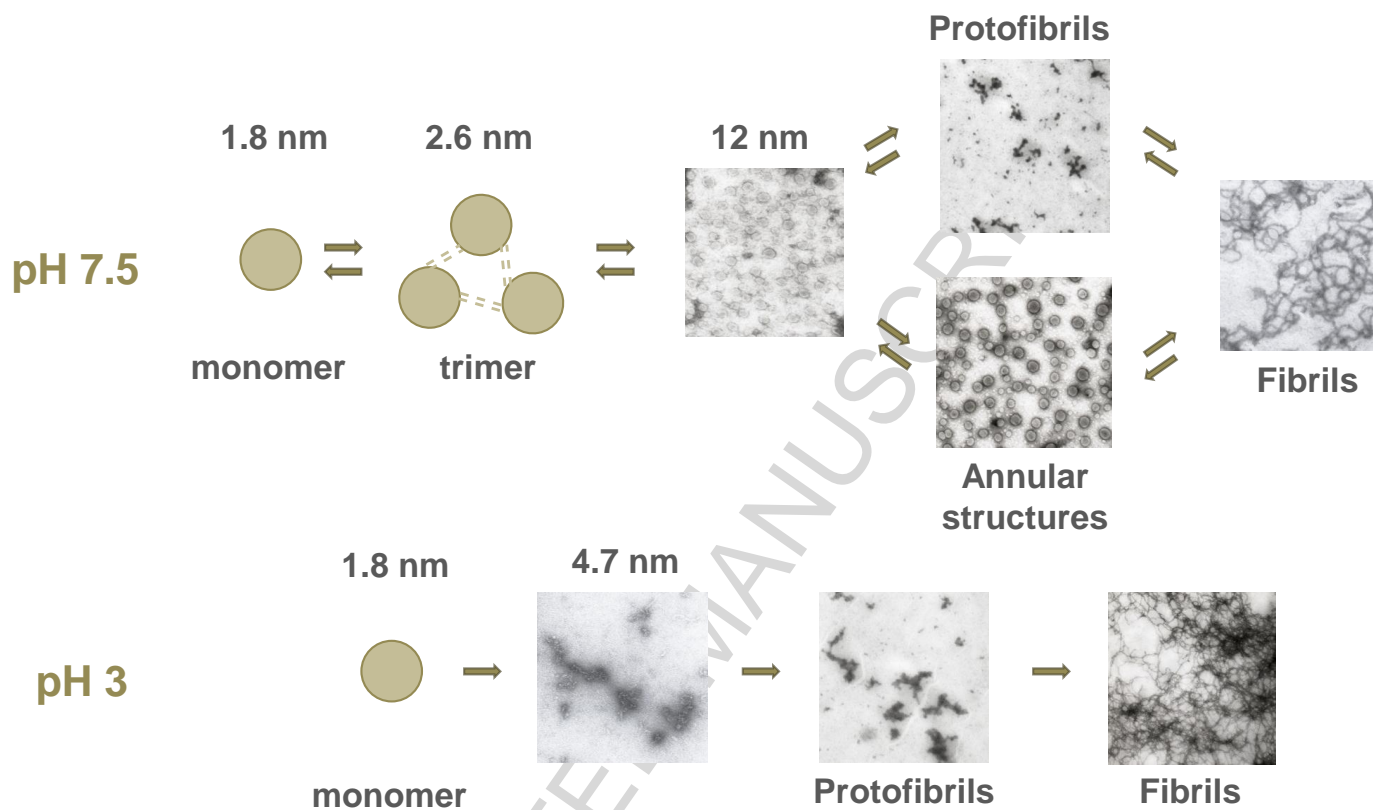 Protofibrils
1.8 nm
2.6 nm
12 nm
pH 7.5
monomer
trimer
Fibrils
Annular
structures
1.8 nm
4.7 nm
pH 3
monomer
Protofibrils
Fibrils
MANUSCR